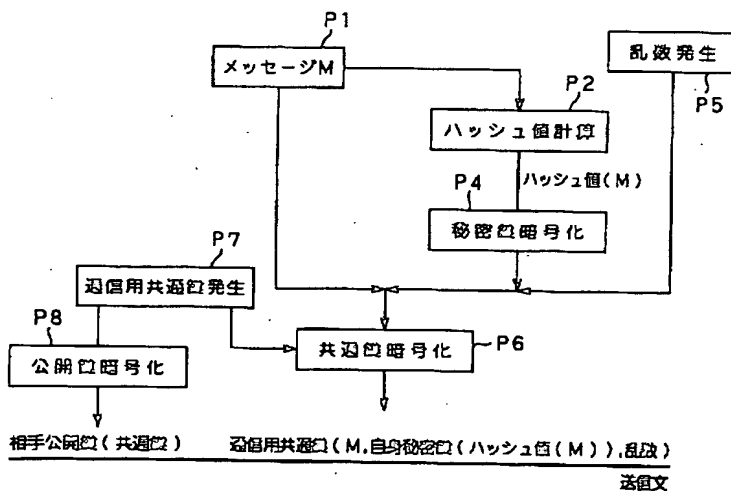 P1
メッセージM
乱数発生
P5
P2
ハッシュ値計算
ハッシュ値(M)
P4
秘密鍵暗号化
P7
通信用共通鍵発生
P8
公開鍵暗号化
共通鍵暗号化
P6
相手公開鍵(共通鍵)
通信用共通鍵(M,自身秘密鍵(ハッシュ値(M)),乱数)
送信文